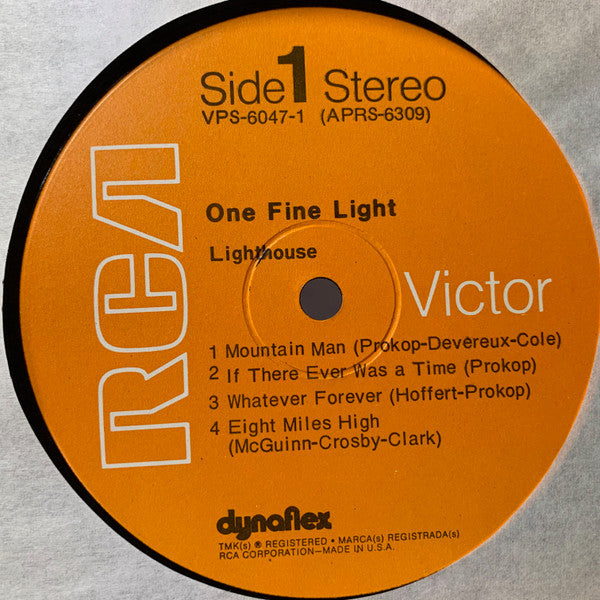 Side 1 Stereo
VPS-6047-1 (APRS-6309)
RCA
One Fine Light
Lighthouse
Victor
1 Mountain Man (Prokop-Devereux-Cole)
2 If There Ever Was a Time (Prokop)
3 Whatever Forever (Hoffert-Prokop)
4 Eight Miles High
(McGuinn-Crosby-Clark)
dynaflex
TMK(s) ® REGISTERED • MARCA(s) REGISTRADA(s)
RCA CORPORATION—MADE IN U.S.A.